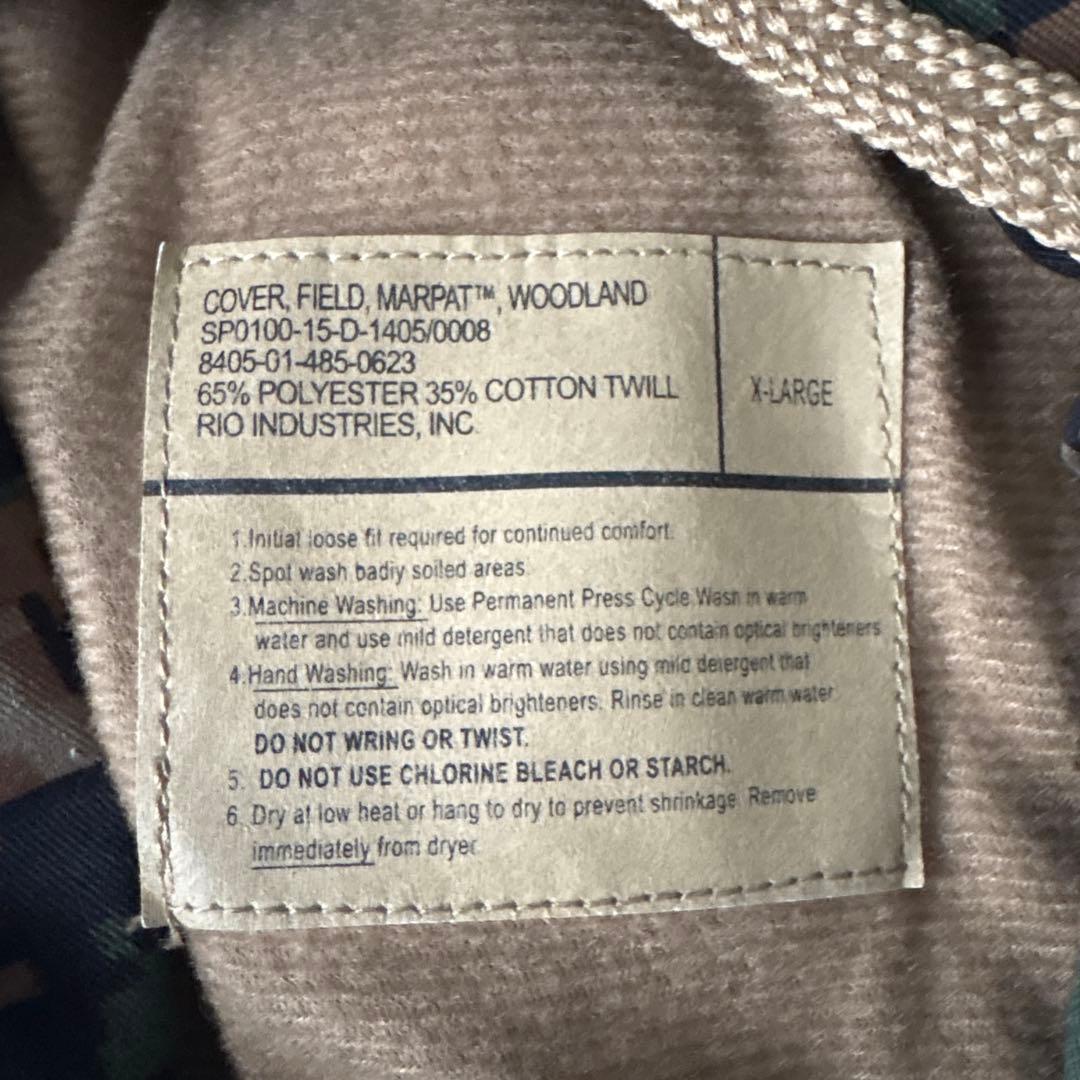 COVER, FIELD, MARPAT™, WOODLAND
SP0100-15-D-1405/0008
8405-01-485-0623
65% POLYESTER 35% COTTON TWILL
RIO INDUSTRIES, INC.
X-LARGE
1.Initial loose fit required for continued comfort.
2.Spot wash badly soiled areas.
3.Machine Washing: Use Permanent Press Cycle.Wash in warm
water and use mild detergent that does not contain optical brighteners.
4.Hand Washing: Wash in warm water using mild detergent that
does not contain optical brighteners. Rinse in clean warm water.
DO NOT WRING OR TWIST.
5. DO NOT USE CHLORINE BLEACH OR STARCH.
6. Dry at low heat or hang to dry to prevent shrinkage. Remove
immediately from dryer.